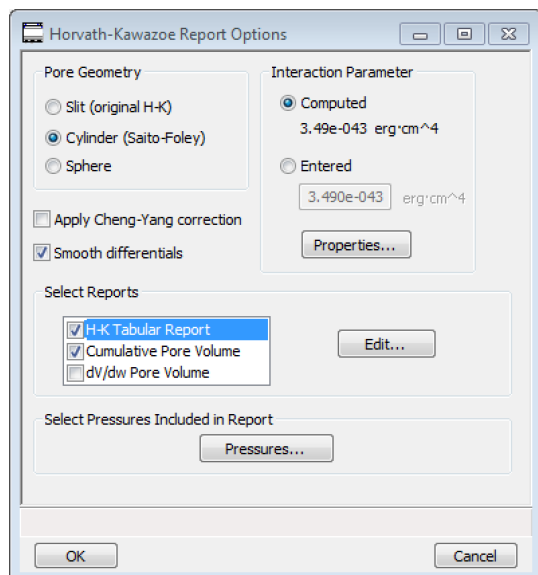 Horvath-Kawazoe Report Options
Pore Geometry
Slit (original H-K)
Cylinder (Saito-Foley)
Sphere
Interaction Parameter
Computed
3.49e-043 erg·cm^4
Entered
3.490e-043 erg·cm^4
Properties...
Apply Cheng-Yang correction
Smooth differentials
Select Reports
H-K Tabular Report
Cumulative Pore Volume
dV/dw Pore Volume
Edit...
Select Pressures Included in Report
Pressures...
OK
Cancel